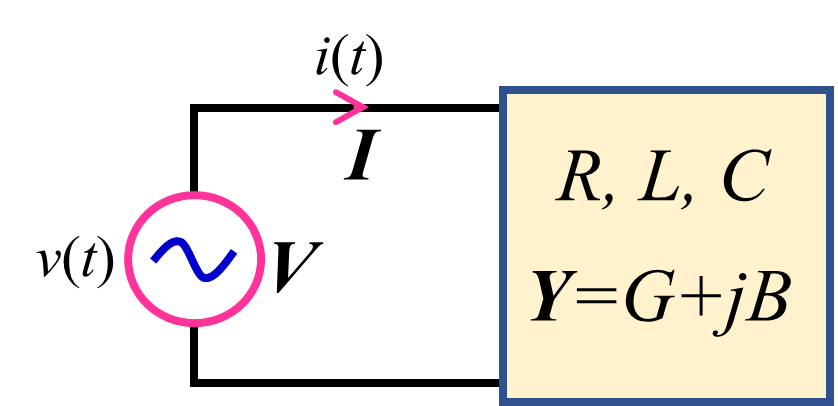 i(t)
I
v(t)
V
R, L, C
Y=G+jB